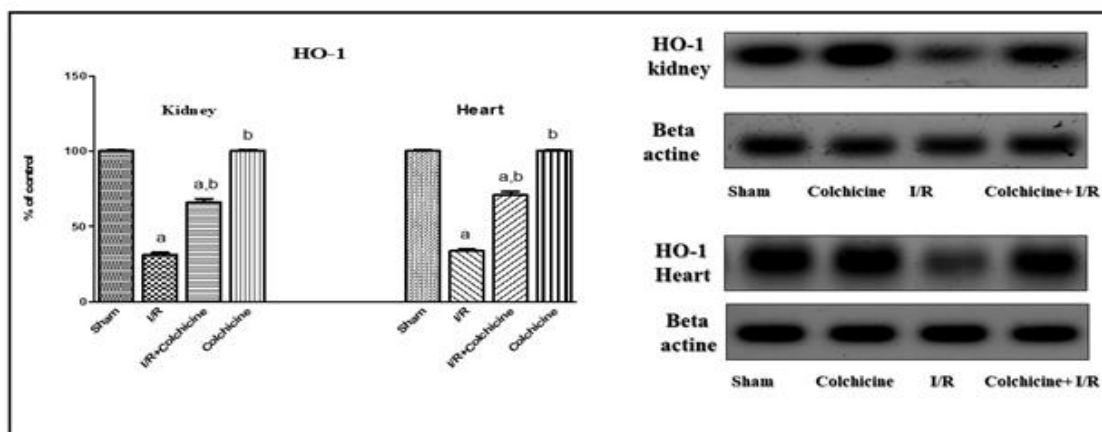 HO-1
150
100
50
0
% of control
Kidney
Heart
a
a,b
b
a
a,b
b
Sham
I/R
I/R+Colchicine
Colchicine
Sham
I/R
I/R+Colchicine
Colchicine
HO-1
kidney
Beta
actine
Sham Colchicine I/R Colchicine+ I/R
HO-1
Heart
Beta
actine
Sham Colchicine I/R Colchicine+ I/R